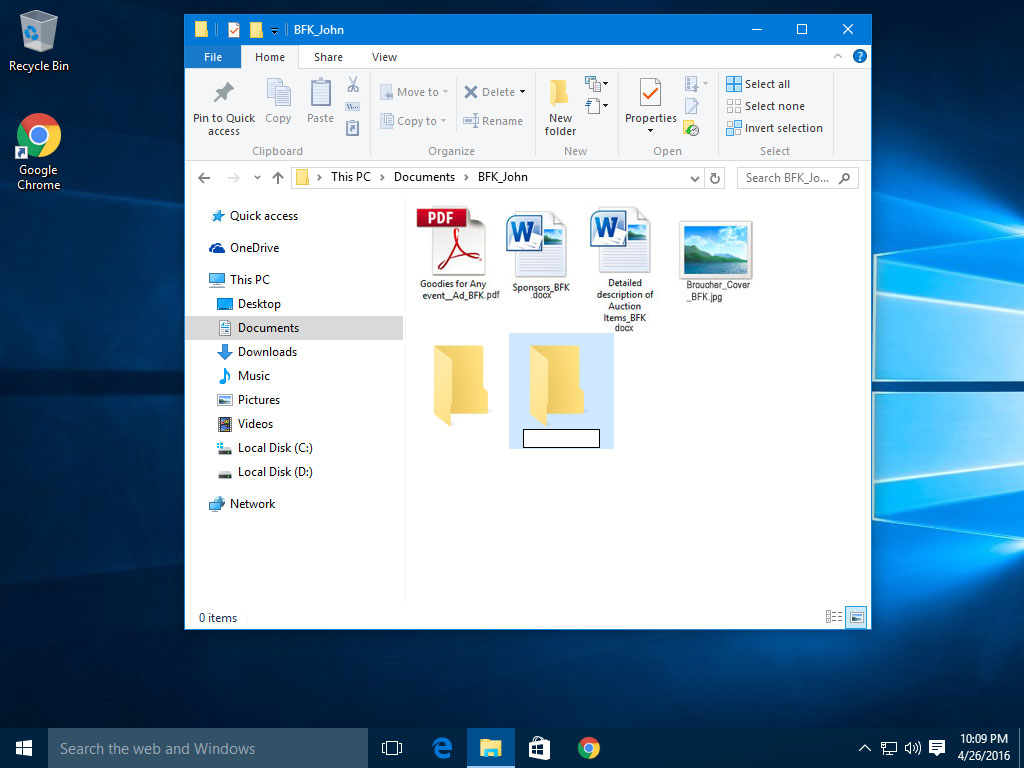 Recycle Bin
Google
Chrome
BFK_John
File Home Share View
Pin to Quick
access
Copy
Paste
Clipboard
Move to
Copy to
Delete
Rename
Organize
New
folder
New
Properties
Open
Select all
Select none
Invert selection
Select
This PC Documents BFK_John
Search BFK_Jo...
Quick access
OneDrive
This PC
Desktop
Documents
Downloads
Music
Pictures
Videos
Local Disk (C:)
Local Disk (D:)
Network
PDF
Goodies for Any
event__Ad_BFK.pdf
W
Sponsors_BFK
.docx
W
Detailed
description of
Auction
Items_BFK
docx
Broucher_Cover
_BFK.jpg
0 items
Search the web and Windows
10:09 PM
4/26/2016